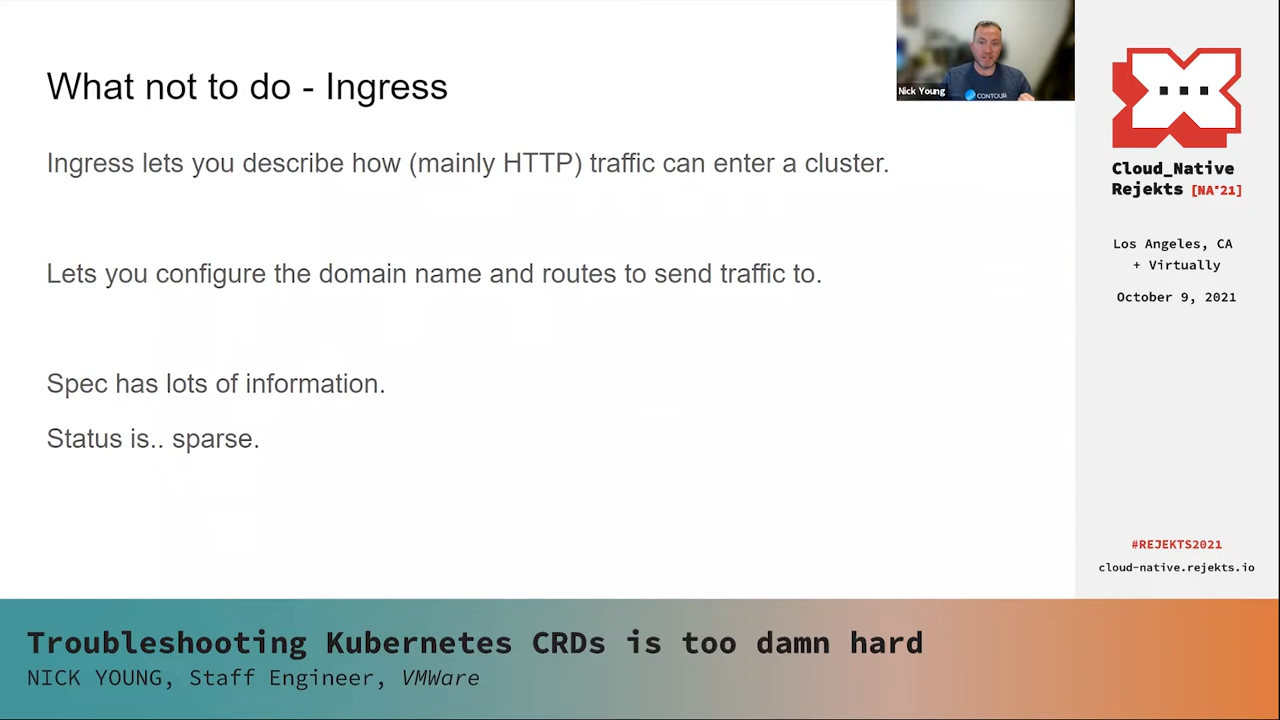 What not to do - Ingress
Ingress lets you describe how (mainly HTTP) traffic can enter a cluster.
Lets you configure the domain name and routes to send traffic to.
Spec has lots of information.
Status is.. sparse.
Nick Young
CONTOUR
Cloud_Native
Rejekts [NA'21]
Los Angeles, CA
+ Virtually
October 9, 2021
#REJEKTS2021
cloud-native.rejekts.io
Troubleshooting Kubernetes CRDs is too damn hard
NICK YOUNG, Staff Engineer, VMWare